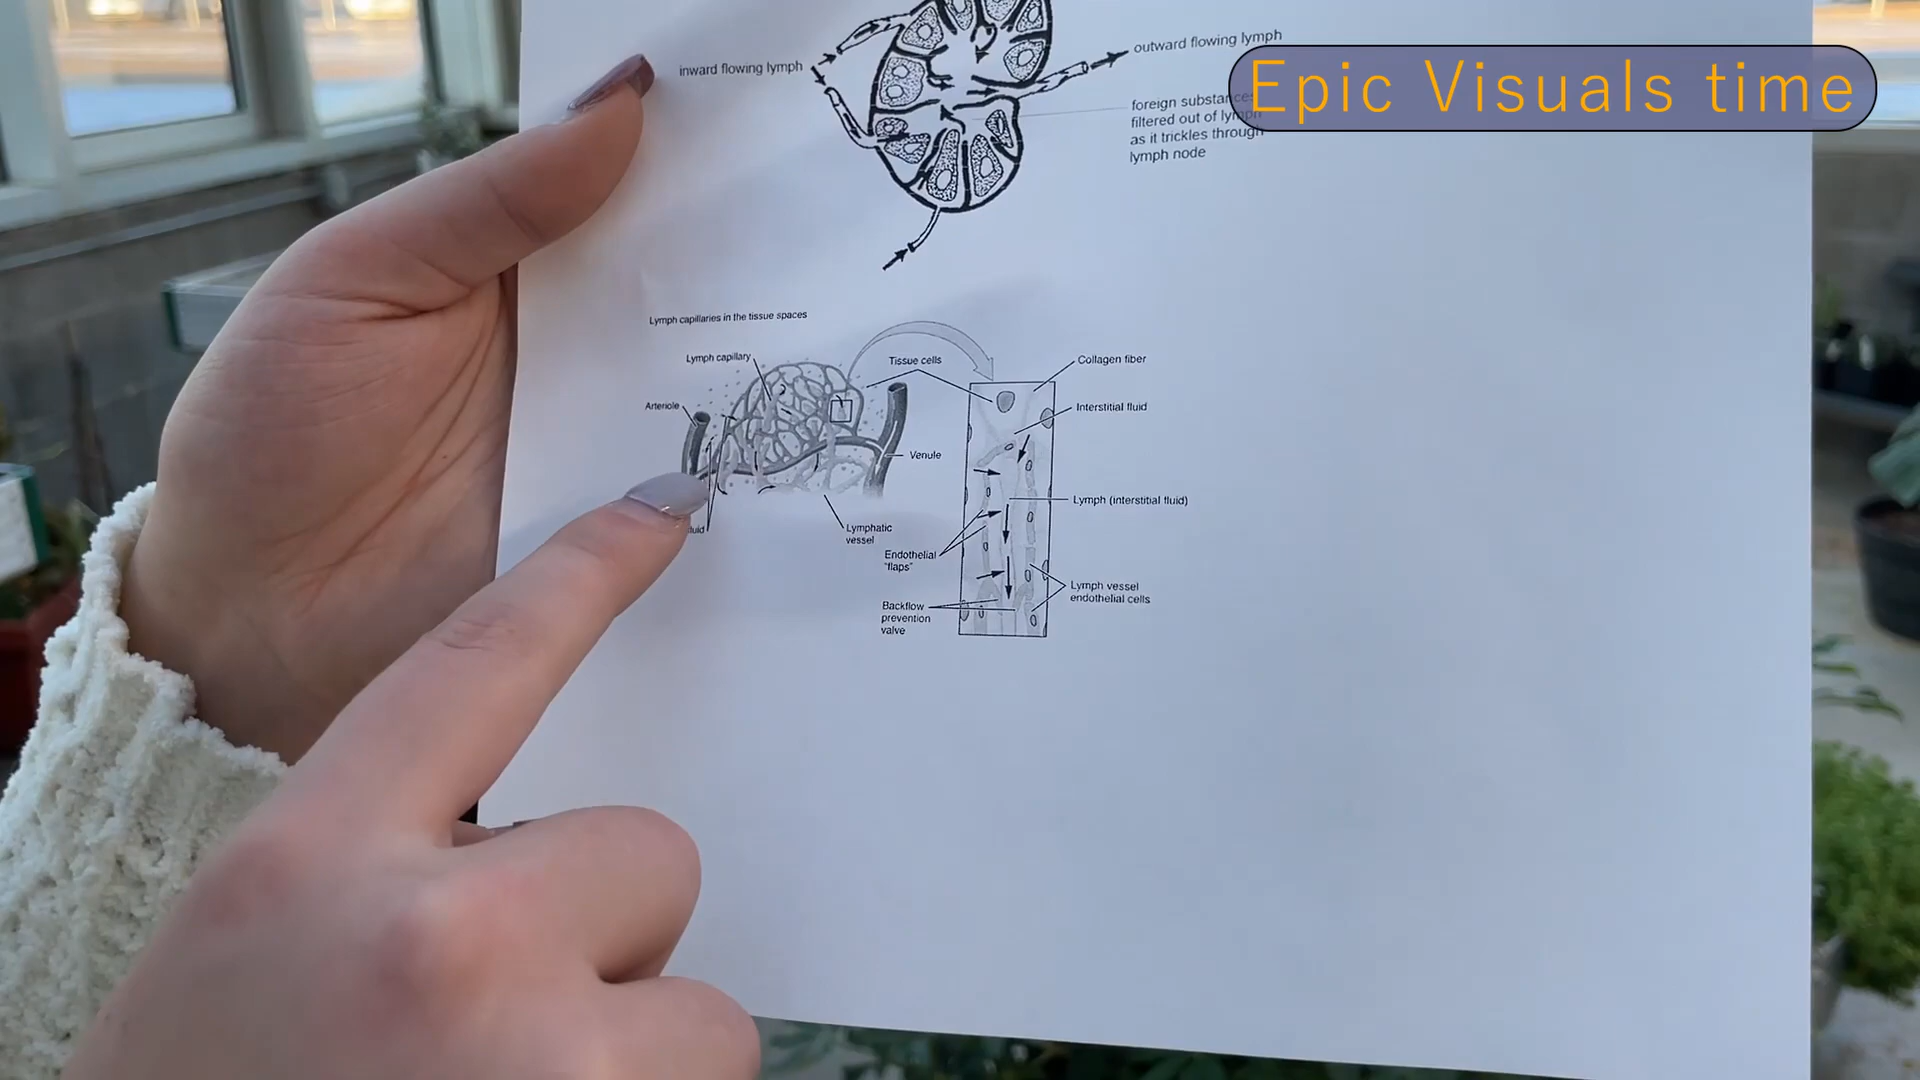 Epic Visuals time
inward flowing lymph
outward flowing lymph
foreign substances
filtered out of lymph
as it trickles through
lymph node
Lymph capillaries in the tissue spaces
Lymph capillary
Tissue cells
Collagen fiber
Arteriole
Interstitial fluid
Venule
Lymph (interstitial fluid)
Lymphatic
vessel
Endothelial
"flaps"
Lymph vessel
endothelial cells
Backflow
prevention
valve